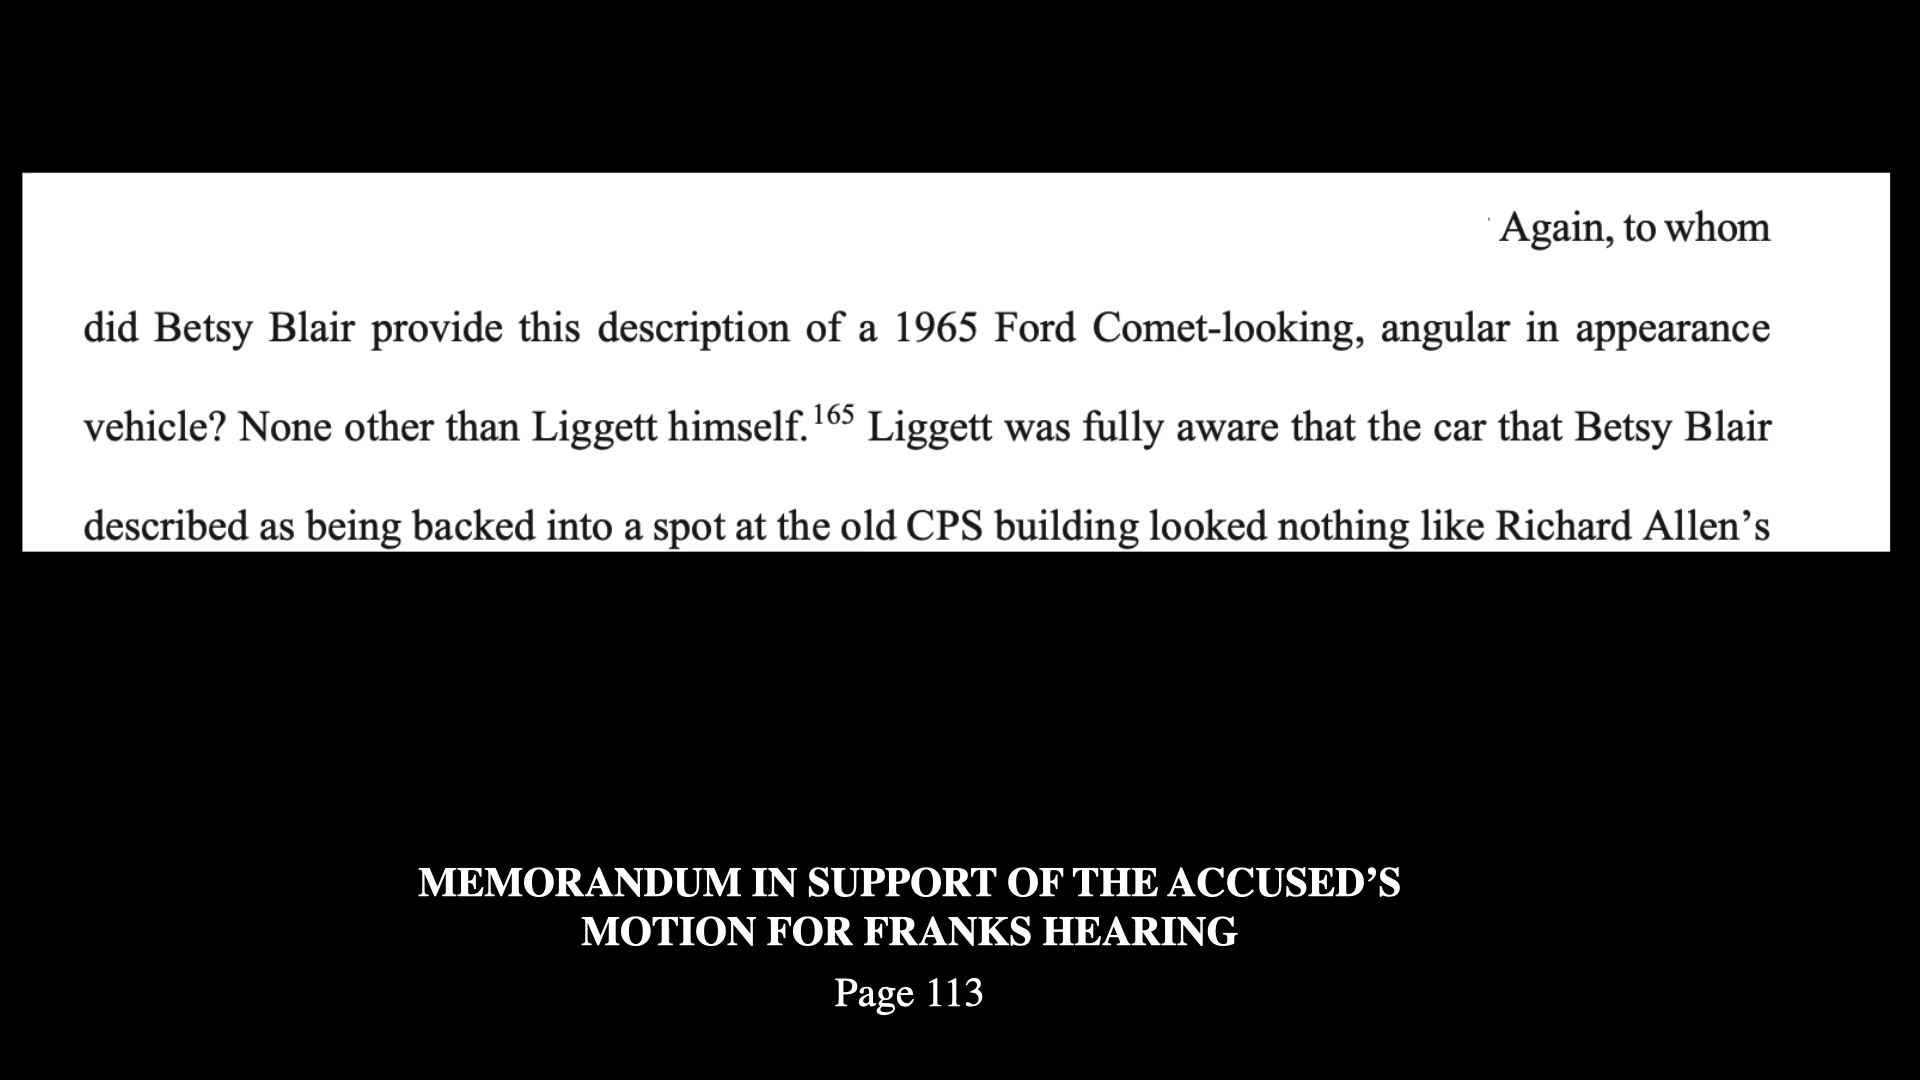 Again, to whom
did Betsy Blair provide this description of a 1965 Ford Comet-looking, angular in appearance
vehicle? None other than Liggett himself.165 Liggett was fully aware that the car that Betsy Blair
described as being backed into a spot at the old CPS building looked nothing like Richard Allen’s
MEMORANDUM IN SUPPORT OF THE ACCUSED’S
MOTION FOR FRANKS HEARING
Page 113